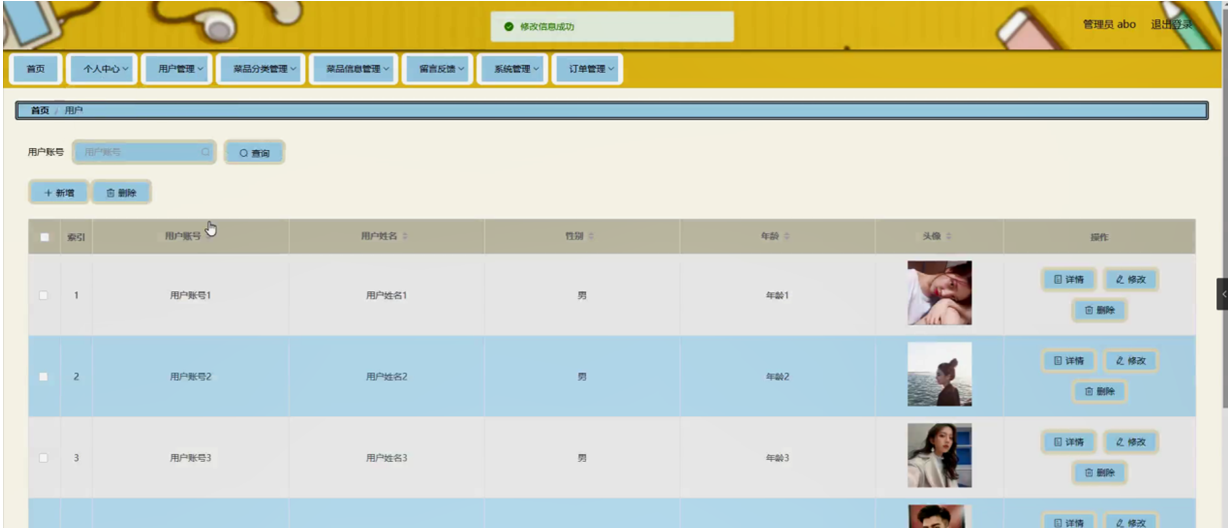 修改信息成功
管理员 abo 退出登录
首页 个人中心 用户管理 菜品分类管理 菜品信息管理 留言反馈 系统管理 订单管理
首页 / 用户
用户账号 用户账号 查询
新增 删除
索引 用户账号 用户姓名 性别 年龄 头像 操作
1 用户账号1 用户姓名1 男 年龄1 详情 修改
删除
2 用户账号2 用户姓名2 男 年龄2 详情 修改
删除
3 用户账号3 用户姓名3 男 年龄3 详情 修改
删除
详情 修改